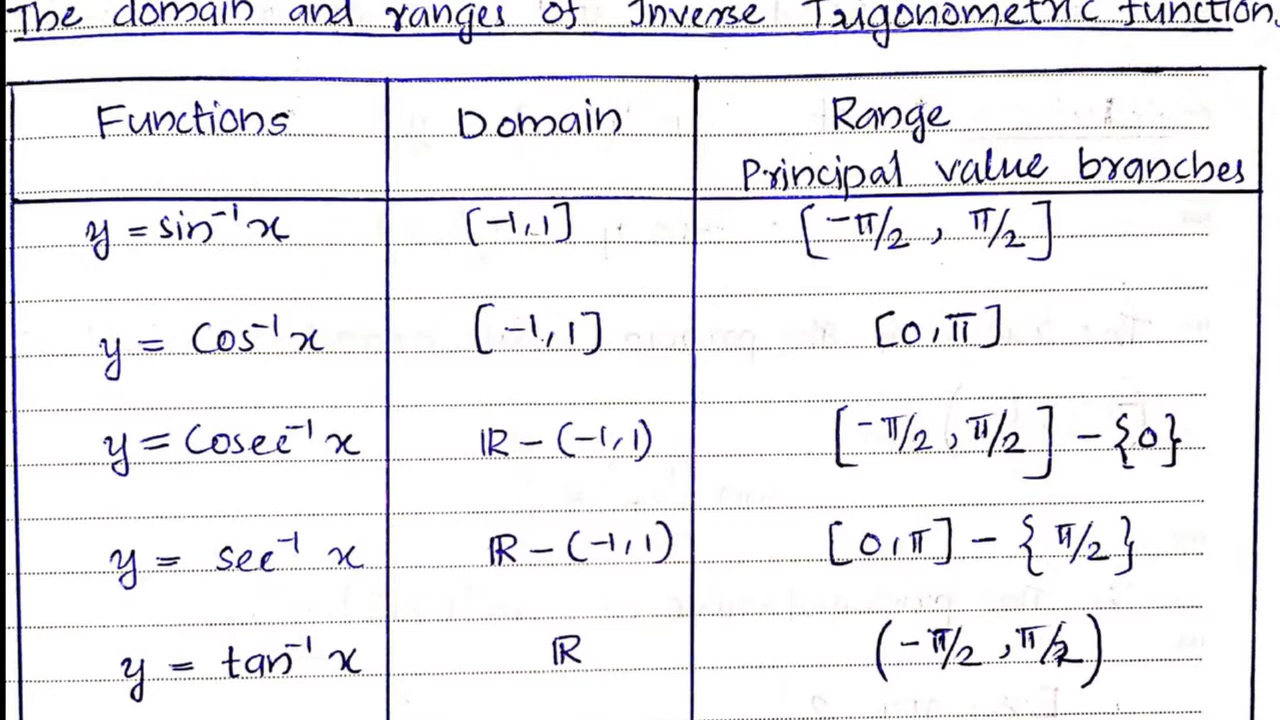 The domain and ranges of Inverse Trigonometric function.
Functions Domain Range
Principal value branches
y = sin⁻¹x [-1,1] [-π/2, π/2]
y = Cos⁻¹x [-1,1] [0,π]
y = Cosec⁻¹x R-(-1,1) [-π/2, π/2] - {0}
y = sec⁻¹ x R-(-1,1) [0,π] - {π/2}
y = tan⁻¹ x R (-π/2, π/2)